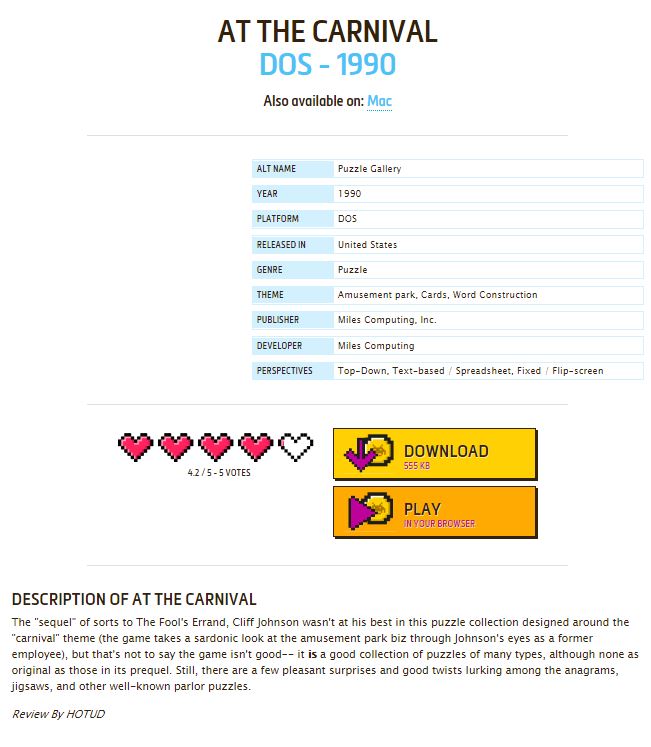 AT THE CARNIVAL
DOS - 1990
Also available on: Mac
ALT NAME Puzzle Gallery
YEAR 1990
PLATFORM DOS
RELEASED IN United States
GENRE Puzzle
THEME Amusement park, Cards, Word Construction
PUBLISHER Miles Computing, Inc.
DEVELOPER Miles Computing
PERSPECTIVES Top-Down, Text-based / Spreadsheet, Fixed / Flip-screen
4.2 / 5 - 5 VOTES
DOWNLOAD
555 KB
PLAY
IN YOUR BROWSER
DESCRIPTION OF AT THE CARNIVAL
The "sequel" of sorts to The Fool's Errand, Cliff Johnson wasn't at his best in this puzzle collection designed around the
"carnival" theme (the game takes a sardonic look at the amusement park biz through Johnson's eyes as a former
employee), but that's not to say the game isn't good-- it is a good collection of puzzles of many types, although none as
original as those in its prequel. Still, there are a few pleasant surprises and good twists lurking among the anagrams,
jigsaws, and other well-known parlor puzzles.
Review By HOTUD